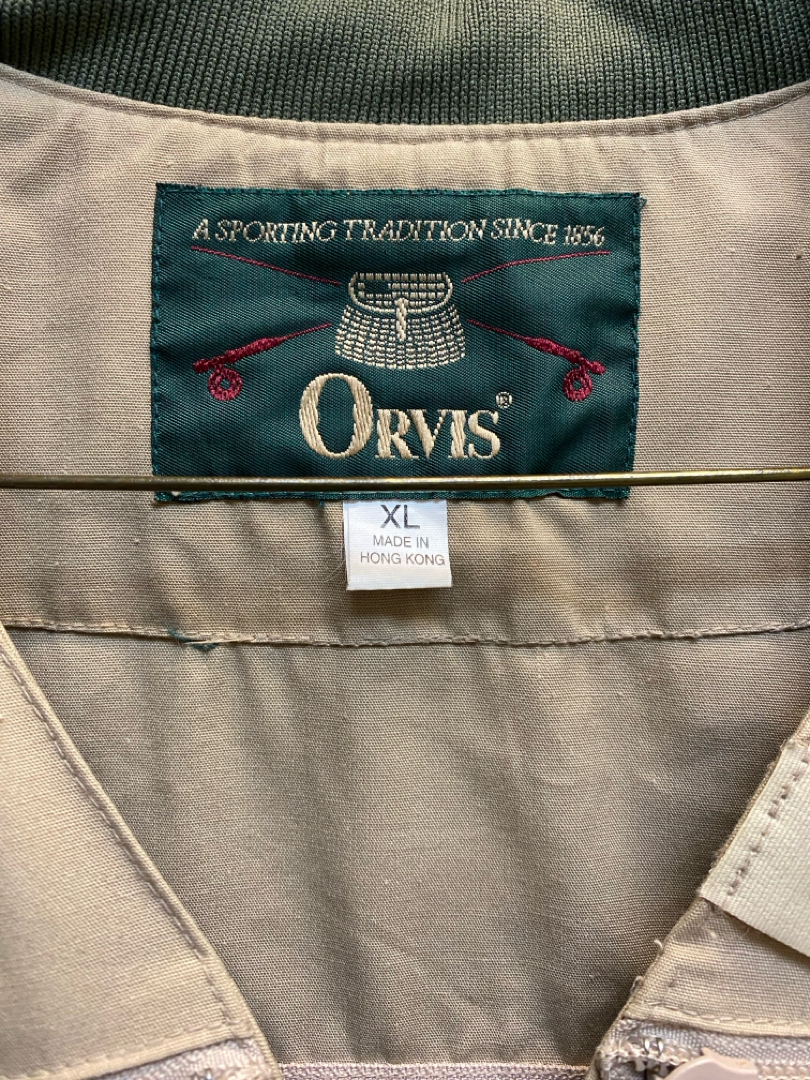 A SPORTING TRADITION SINCE 1856
ORVIS®
XL
MADE IN
HONG KONG